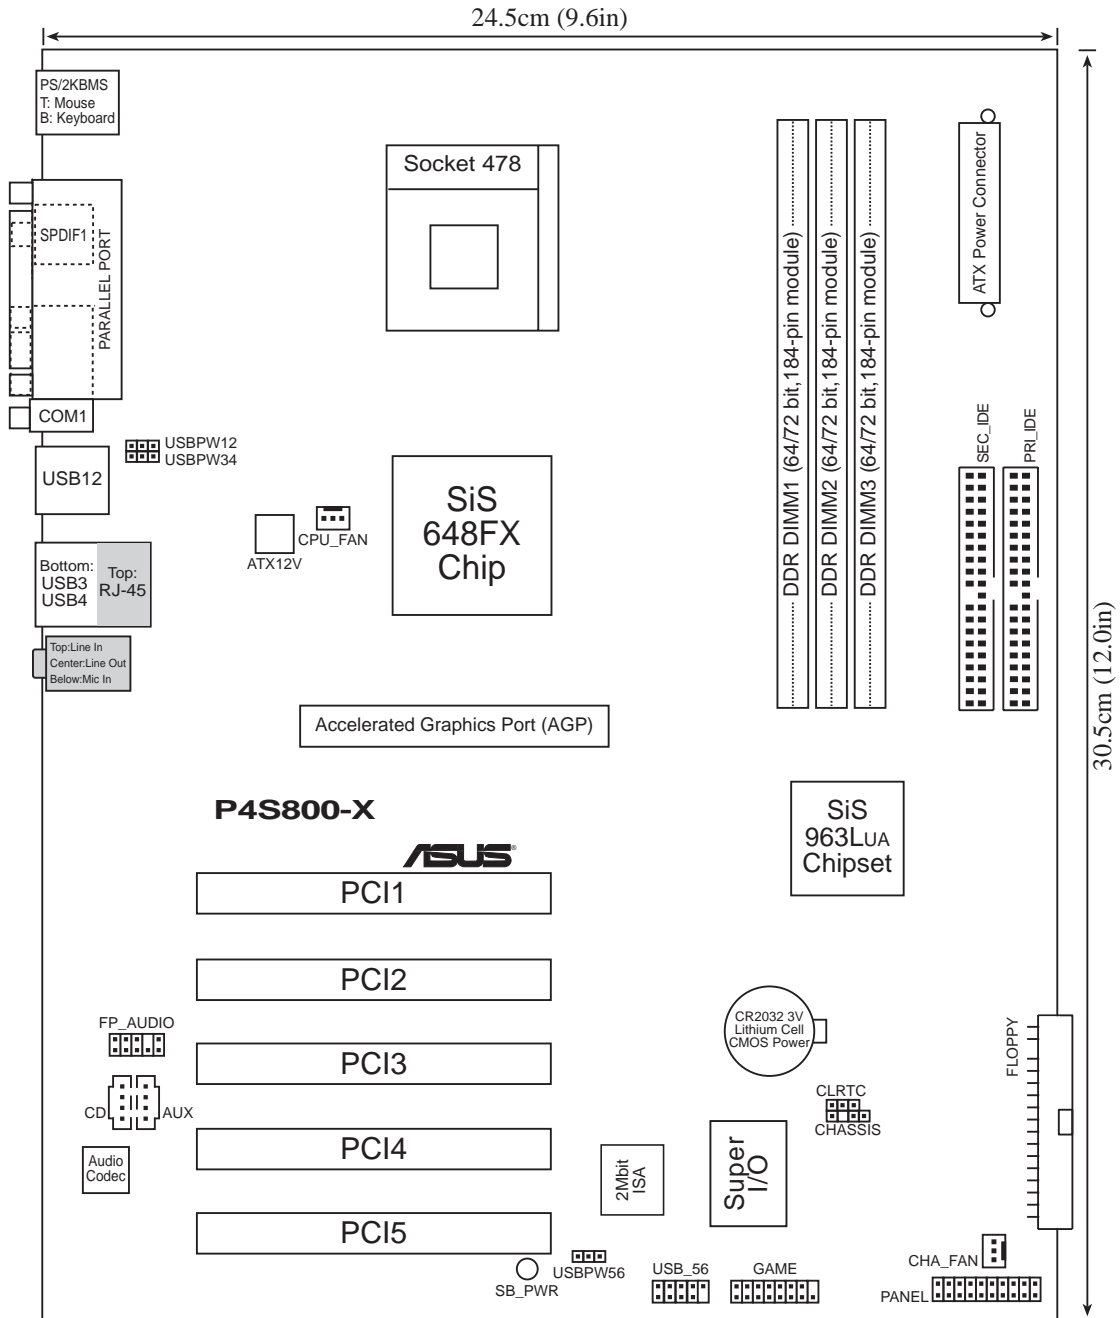 24.5cm (9.6in)
PS/2KBMS
T: Mouse
B: Keyboard
Socket 478
SPDIF1
PARALLEL PORT
DDR DIMM1 (64/72 bit,184-pin module)
DDR DIMM2 (64/72 bit,184-pin module)
DDR DIMM3 (64/72 bit,184-pin module)
ATX Power Connector
COM1
USBPW12
USBPW34
SEC_IDE
PRI_IDE
USB12
SiS
648FX
Chip
CPU_FAN
ATX12V
Bottom:
USB3
USB4
Top:
RJ-45
30.5cm (12.0in)
Top:Line In
Center:Line Out
Below:Mic In
Accelerated Graphics Port (AGP)
P4S800-X
SiS
963LUA
Chipset
ASUS®
PCI1
PCI2
CR2032 3V
Lithium Cell
CMOS Power
FP_AUDIO
FLOPPY
PCI3
CD
AUX
CLRTC
CHASSIS
Audio
Codec
PCI4
2Mbit
ISA
Super
I/O
PCI5
CHA_FAN
SB_PWR
USBPW56
USB_56
GAME
PANEL